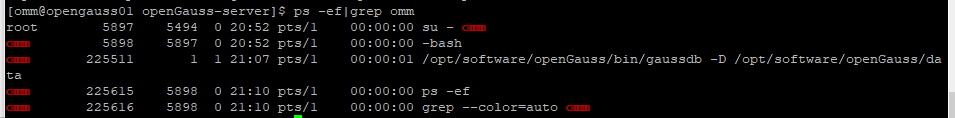 [omm@opengauss01 openGauss-server]$ ps -ef|grep omm
root 5897 5494 0 20:52 pts/1 00:00:00 su - omm
omm 5898 5897 0 20:52 pts/1 00:00:00 -bash
omm 225511 1 1 21:07 pts/1 00:00:01 /opt/software/openGauss/bin/gaussdb -D /opt/software/openGauss/da
ta
omm 225615 5898 0 21:10 pts/1 00:00:00 ps -ef
omm 225616 5898 0 21:10 pts/1 00:00:00 grep --color=auto omm